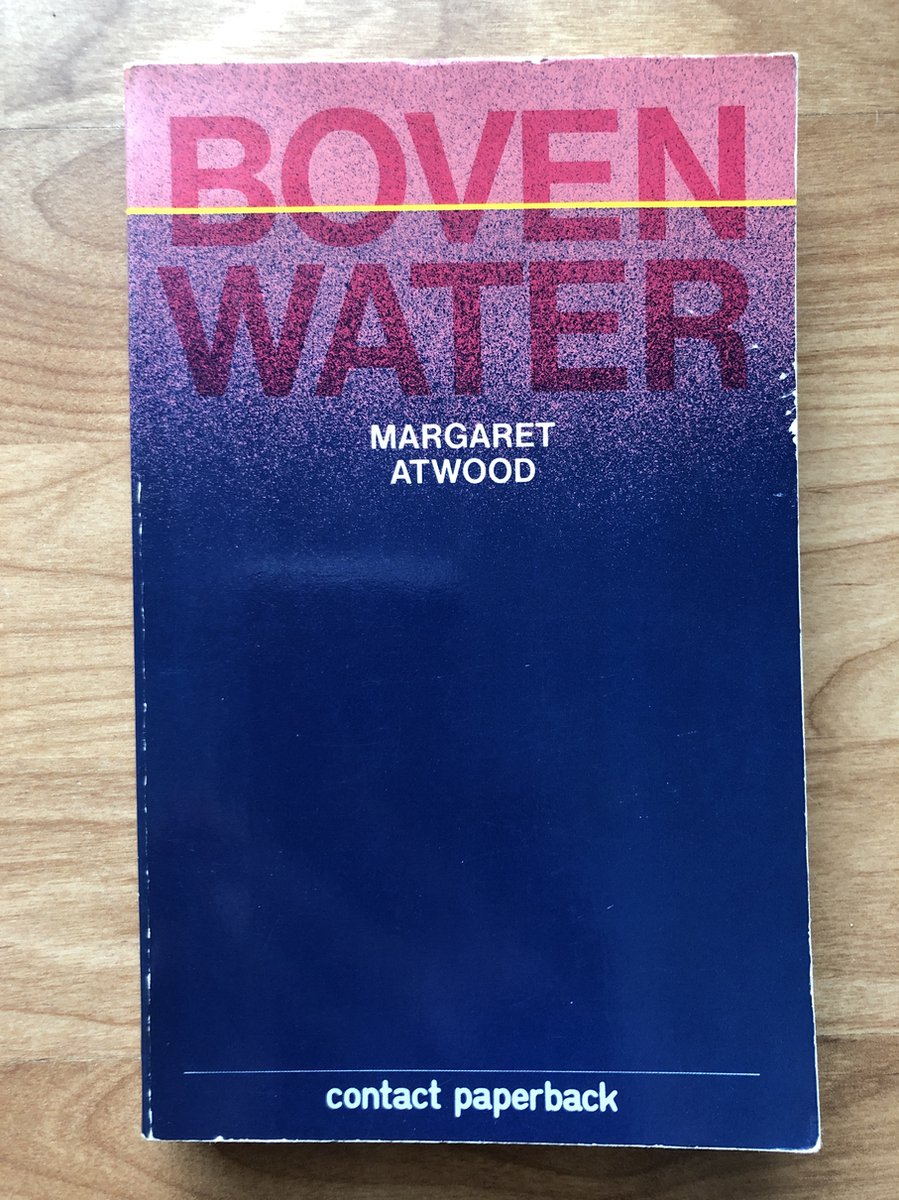 BOVEN
WATER
MARGARET
ATWOOD
contact paperback